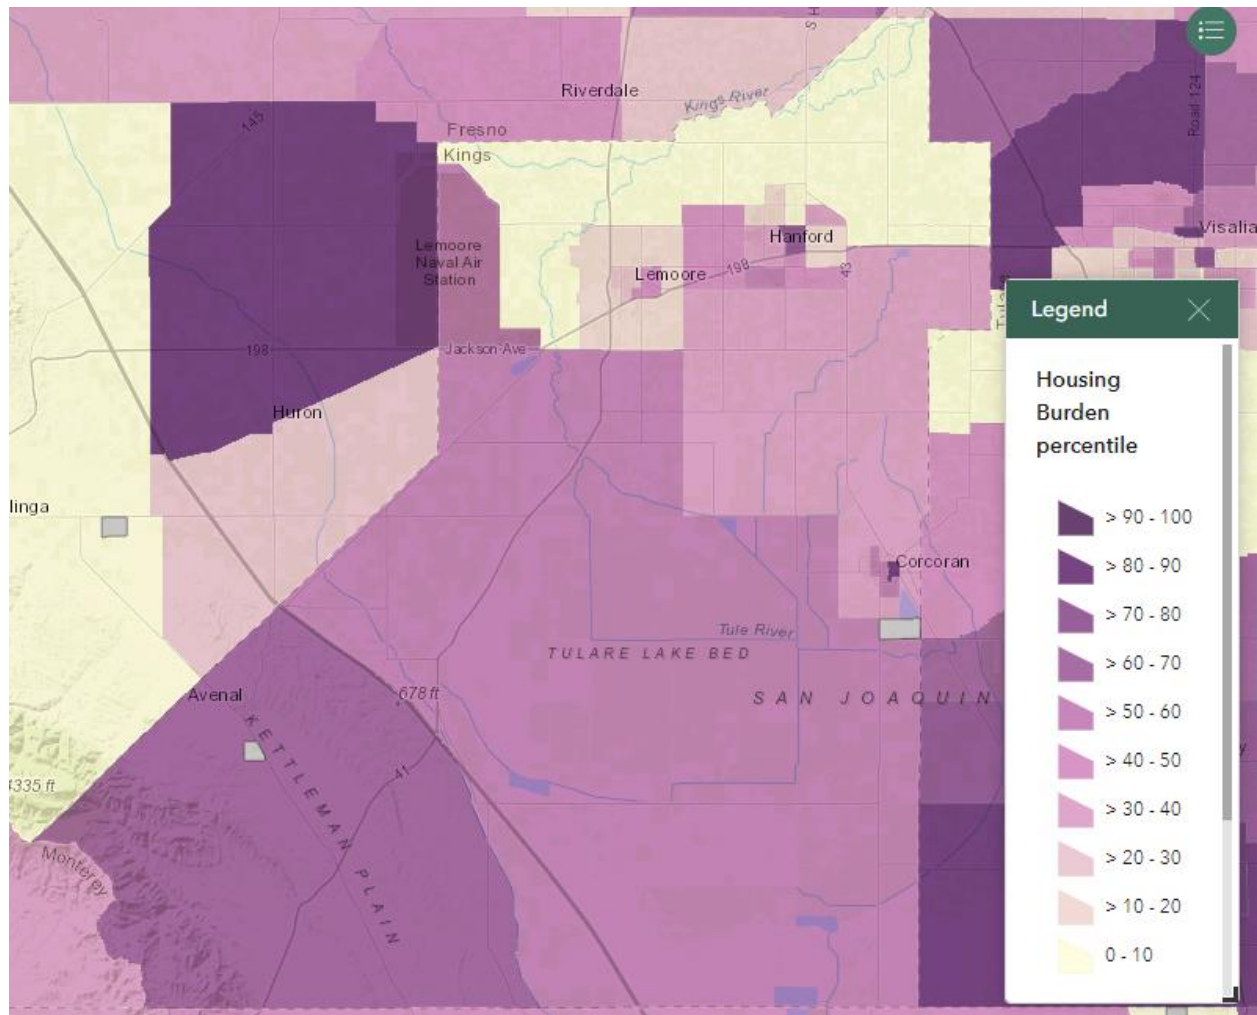 S H
Riverdale
Kings River
Road 124
145
Fresno
Kings
Visalia
Hanford
Lemoore
Naval Air
Station
Lemoore
198
43
198
Jackson Ave
Huron
linga
Corcoran
Tule River
TULARE LAKE BED
SAN JOAQUIN
Avenal
678 ft
KETTLEMAN PLAIN
41
4335 ft
Monterey
Legend
Housing
Burden
percentile
> 90 - 100
> 80 - 90
> 70 - 80
> 60 - 70
> 50 - 60
> 40 - 50
> 30 - 40
> 20 - 30
> 10 - 20
0 - 10